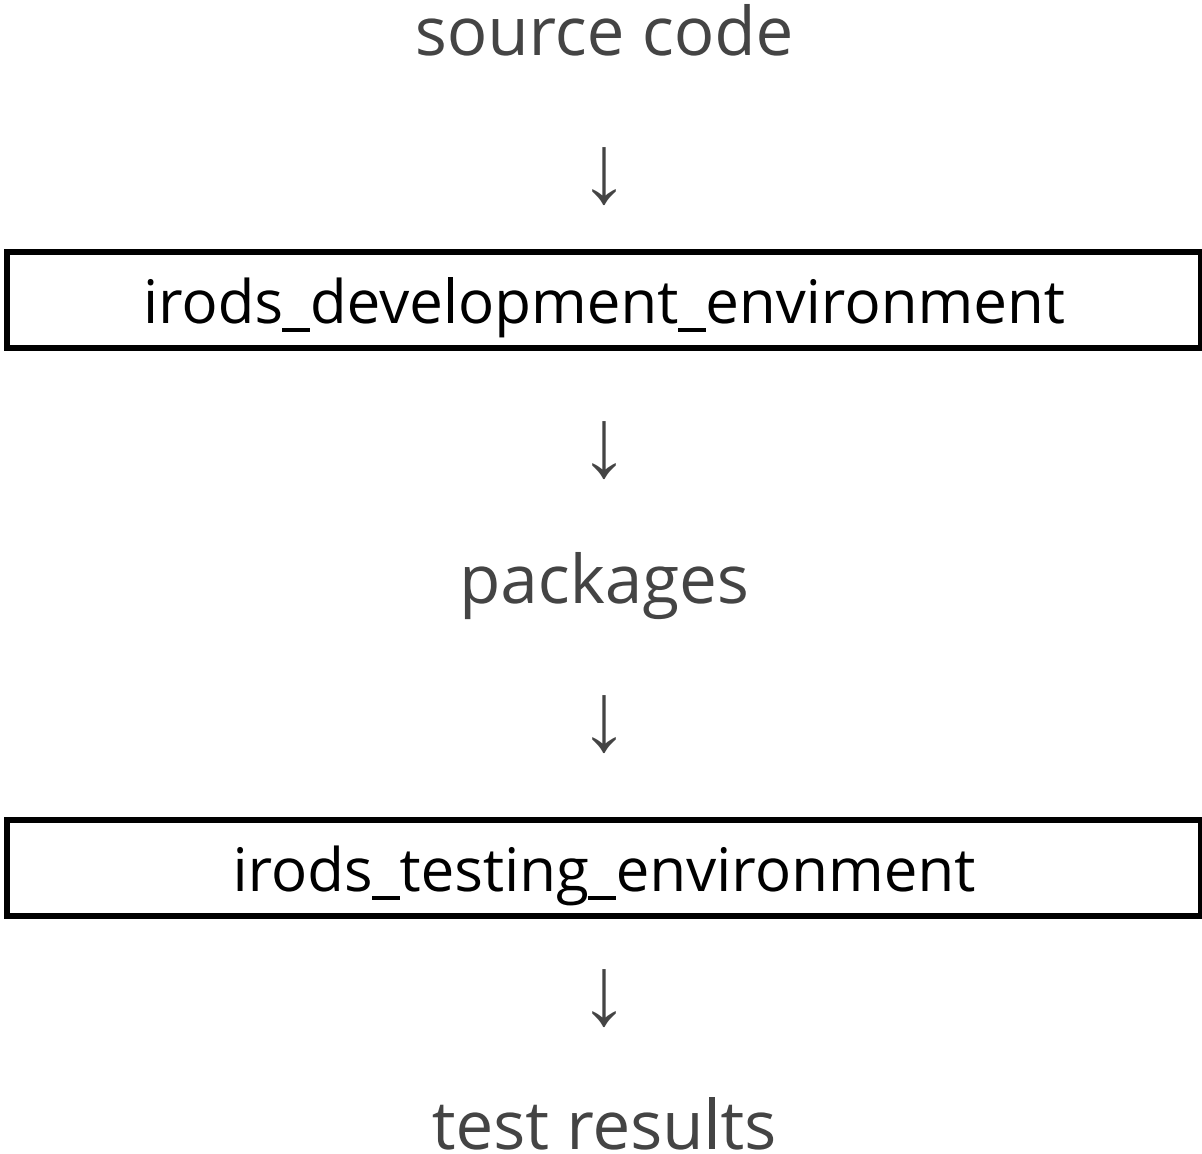 source code
↓
irods_development_environment
↓
packages
↓
irods_testing_environment
↓
test results